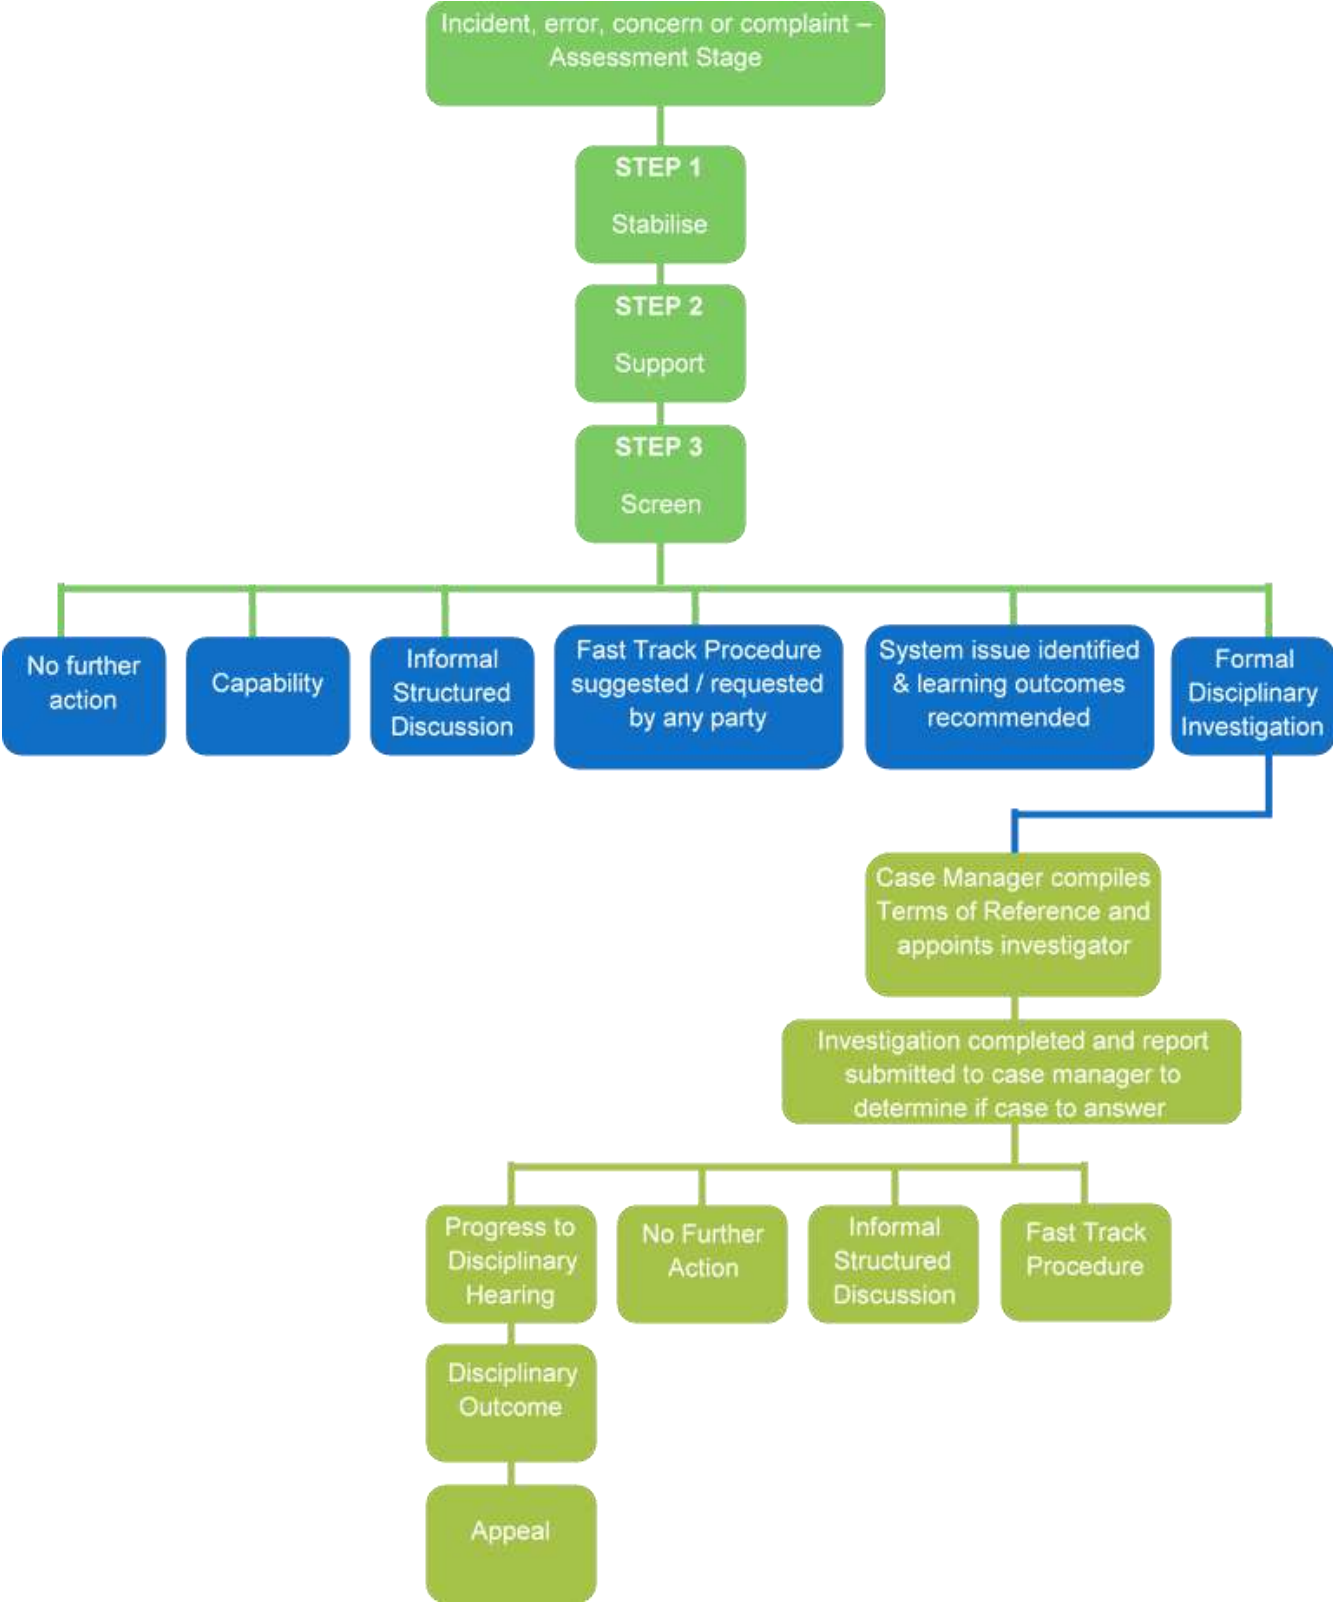 Incident, error, concern or complaint –
Assessment Stage
STEP 1
Stabilise
STEP 2
Support
STEP 3
Screen
No further
action
Capability
Informal
Structured
Discussion
Fast Track Procedure
suggested / requested
by any party
System issue identified
& learning outcomes
recommended
Formal
Disciplinary
Investigation
Case Manager compiles
Terms of Reference and
appoints investigator
Investigation completed and report
submitted to case manager to
determine if case to answer
Progress to
Disciplinary
Hearing
No Further
Action
Informal
Structured
Discussion
Fast Track
Procedure
Disciplinary
Outcome
Appeal